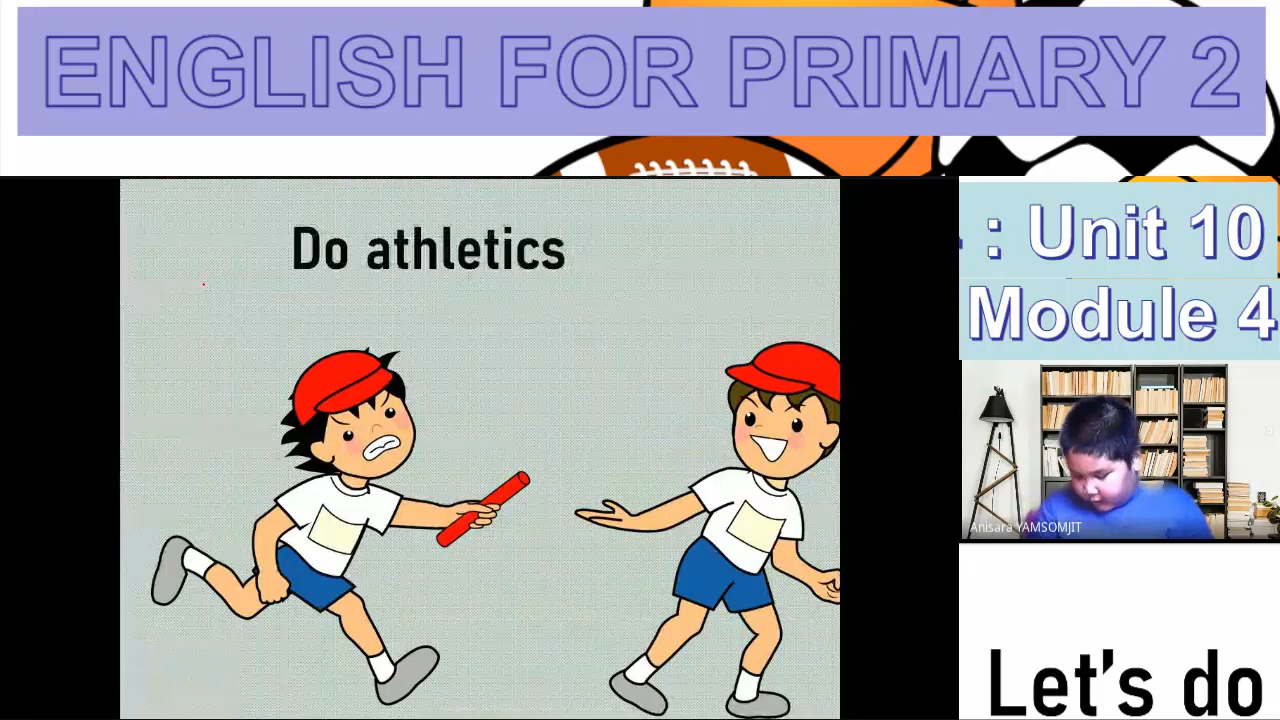 ENGLISH FOR PRIMARY 2
Do athletics
: Unit 10
Module 4
Anisara YAMSOMJIT
Let's do